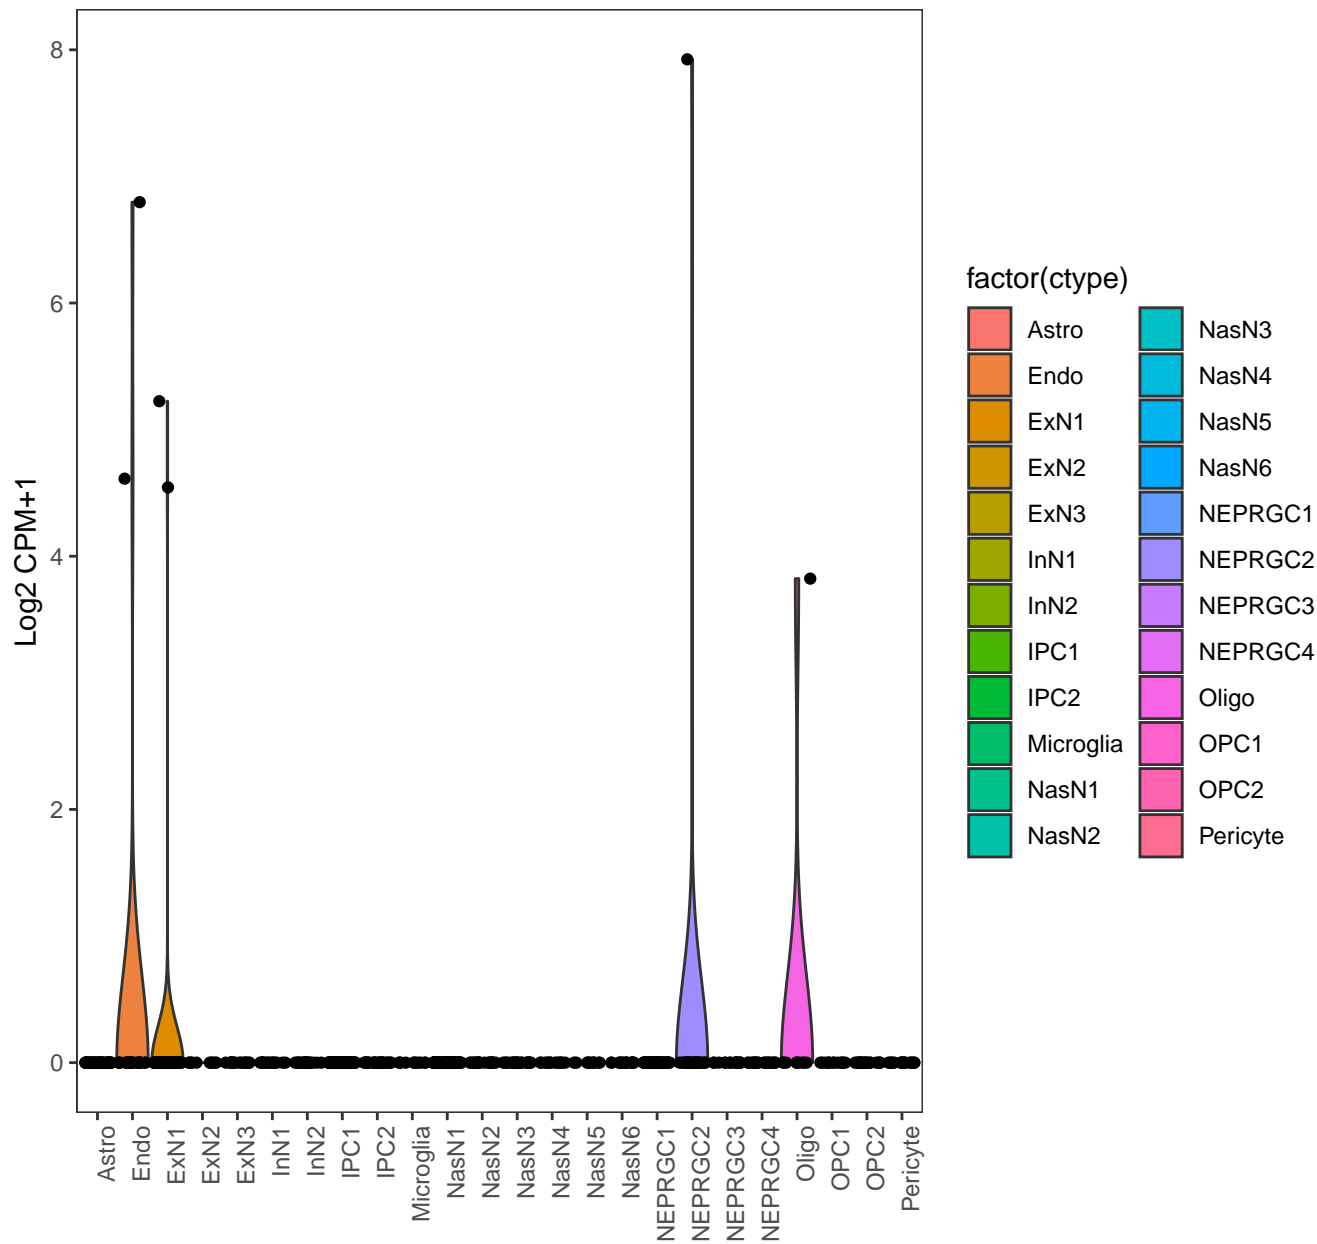 8
6
4
2
0
Log2 CPM+1
Astro
Endo
ExN1
ExN2
ExN3
InN1
InN2
IPC1
IPC2
Microglia
NasN1
NasN2
NasN3
NasN4
NasN5
NasN6
NEPRGC1
NEPRGC2
NEPRGC3
NEPRGC4
Oligo
OPC1
OPC2
Pericyte
factor(ctype)
Astro
Endo
ExN1
ExN2
ExN3
InN1
InN2
IPC1
IPC2
Microglia
NasN1
NasN2
NasN3
NasN4
NasN5
NasN6
NEPRGC1
NEPRGC2
NEPRGC3
NEPRGC4
Oligo
OPC1
OPC2
Pericyte